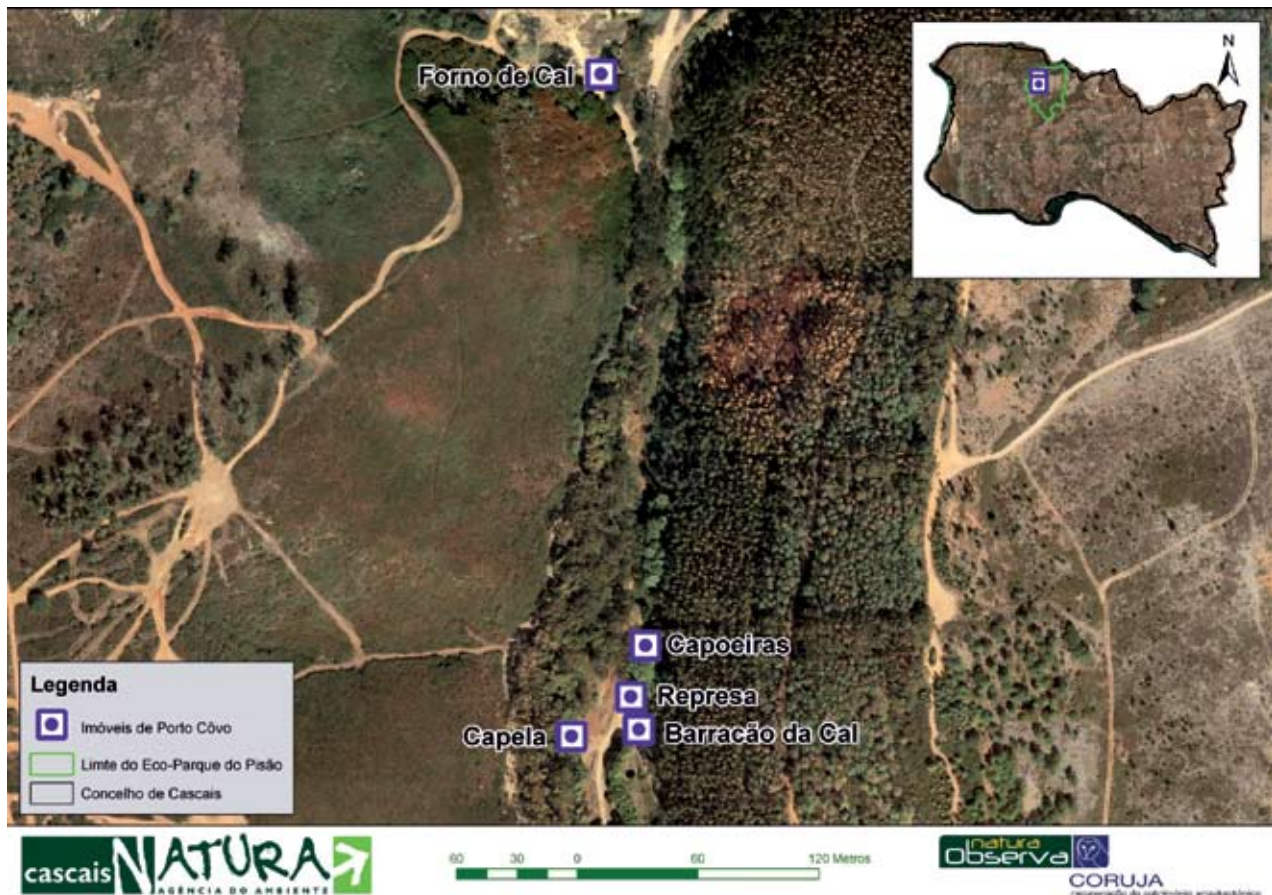 Forno de Cal
N
Capoeiras
Represa
Barracão da Cal
Capela
Legenda
Imóveis de Porto Côvo
Limte do Eco-Parque do Pisão
Concelho de Cascais
cascais NATURA
AGÊNCIA DO AMBIENTE
60 30 0 60 120 Metros
natura
Observa
CORUJA